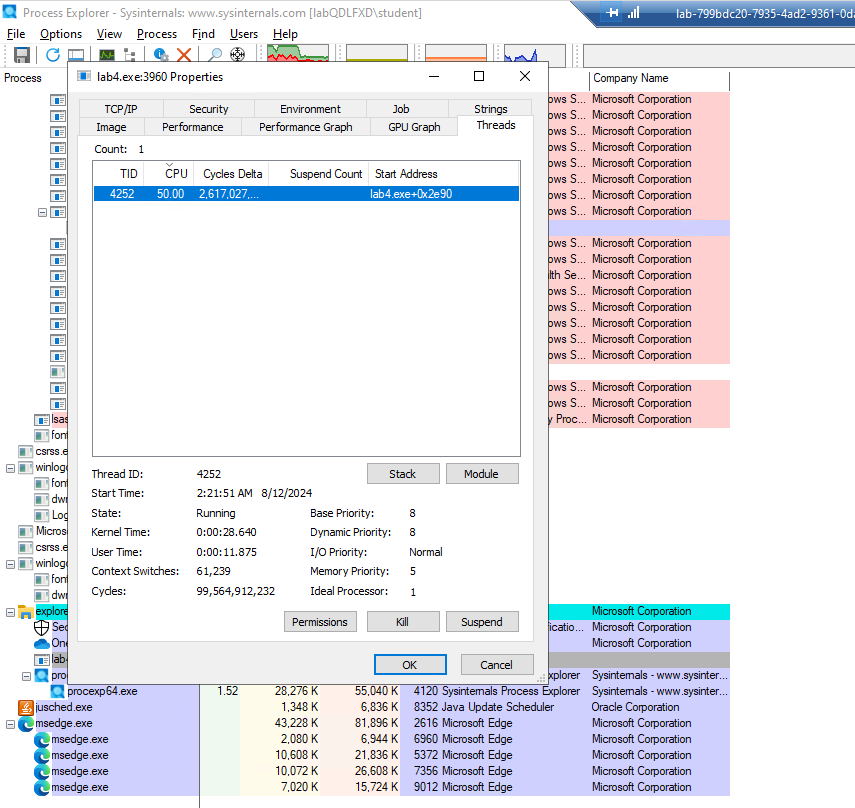 Process Explorer - Sysinternals: www.sysinternals.com [labQDLFXD\student]
lab-799bdc20-7935-4ad2-9361-0d
File Options View Process Find Users Help
Process
Company Name
lab4.exe:3960 Properties
TCP/IP Security Environment Job Strings
Image Performance Performance Graph GPU Graph Threads
Count: 1
TID CPU Cycles Delta Suspend Count Start Address
4252 50.00 2,617,027,... lab4.exe+0x2e90
Thread ID: 4252
Stack Module
Start Time: 2:21:51 AM 8/12/2024
State: Running Base Priority: 8
Kernel Time: 0:00:28.640 Dynamic Priority: 8
User Time: 0:00:11.875 I/O Priority: Normal
Context Switches: 61,239 Memory Priority: 5
Cycles: 99,564,912,232 Ideal Processor: 1
Permissions Kill Suspend
OK Cancel
ows S... Microsoft Corporation
ows S... Microsoft Corporation
ows S... Microsoft Corporation
ows S... Microsoft Corporation
ows S... Microsoft Corporation
ows S... Microsoft Corporation
ows S... Microsoft Corporation
ows S... Microsoft Corporation
ows S... Microsoft Corporation
ows S... Microsoft Corporation
lth Se... Microsoft Corporation
ows S... Microsoft Corporation
ows S... Microsoft Corporation
ows S... Microsoft Corporation
ows S... Microsoft Corporation
ows S... Microsoft Corporation
ows S... Microsoft Corporation
ows S... Microsoft Corporation
lsas y Proc... Microsoft Corporation
font
csrss.e
winlogo
font
dwr
Log
Micros
csrss.e
winlogo
font
dwr
explore Microsoft Corporation
Sec ficatio... Microsoft Corporation
One Microsoft Corporation
lab
proc xplorer Sysinternals - www.sysinter...
procexp64.exe 1.52 28,276 K 55,040 K 4120 Sysinternals Process Explorer Sysinternals - www.sysinter...
jusched.exe 1,348 K 6,836 K 8352 Java Update Scheduler Oracle Corporation
msedge.exe 43,228 K 81,896 K 2616 Microsoft Edge Microsoft Corporation
msedge.exe 2,080 K 6,944 K 6960 Microsoft Edge Microsoft Corporation
msedge.exe 10,608 K 21,836 K 5372 Microsoft Edge Microsoft Corporation
msedge.exe 10,072 K 26,608 K 7356 Microsoft Edge Microsoft Corporation
msedge.exe 7,020 K 15,724 K 9012 Microsoft Edge Microsoft Corporation